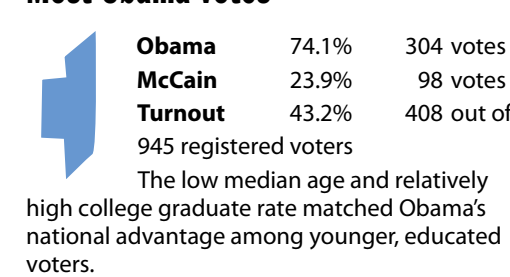 Most Obama votes
Obama 74.1% 304 votes
McCain 23.9% 98 votes
Turnout 43.2% 408 out of
945 registered voters
The low median age and relatively
high college graduate rate matched Obama’s
national advantage among younger, educated
voters.